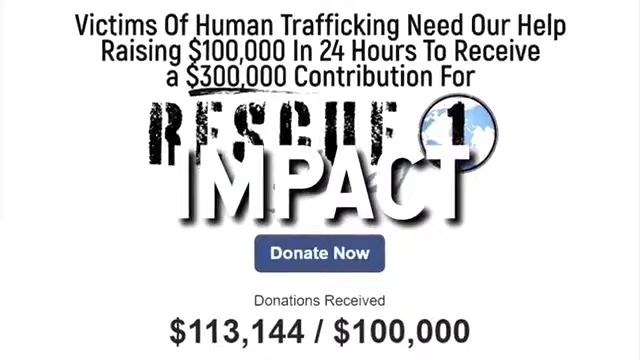 Victims Of Human Trafficking Need Our Help
Raising $100,000 In 24 Hours To Receive
a $300,000 Contribution For
RESCUE 1
IMPACT
Donate Now
Donations Received
$113,144 / $100,000